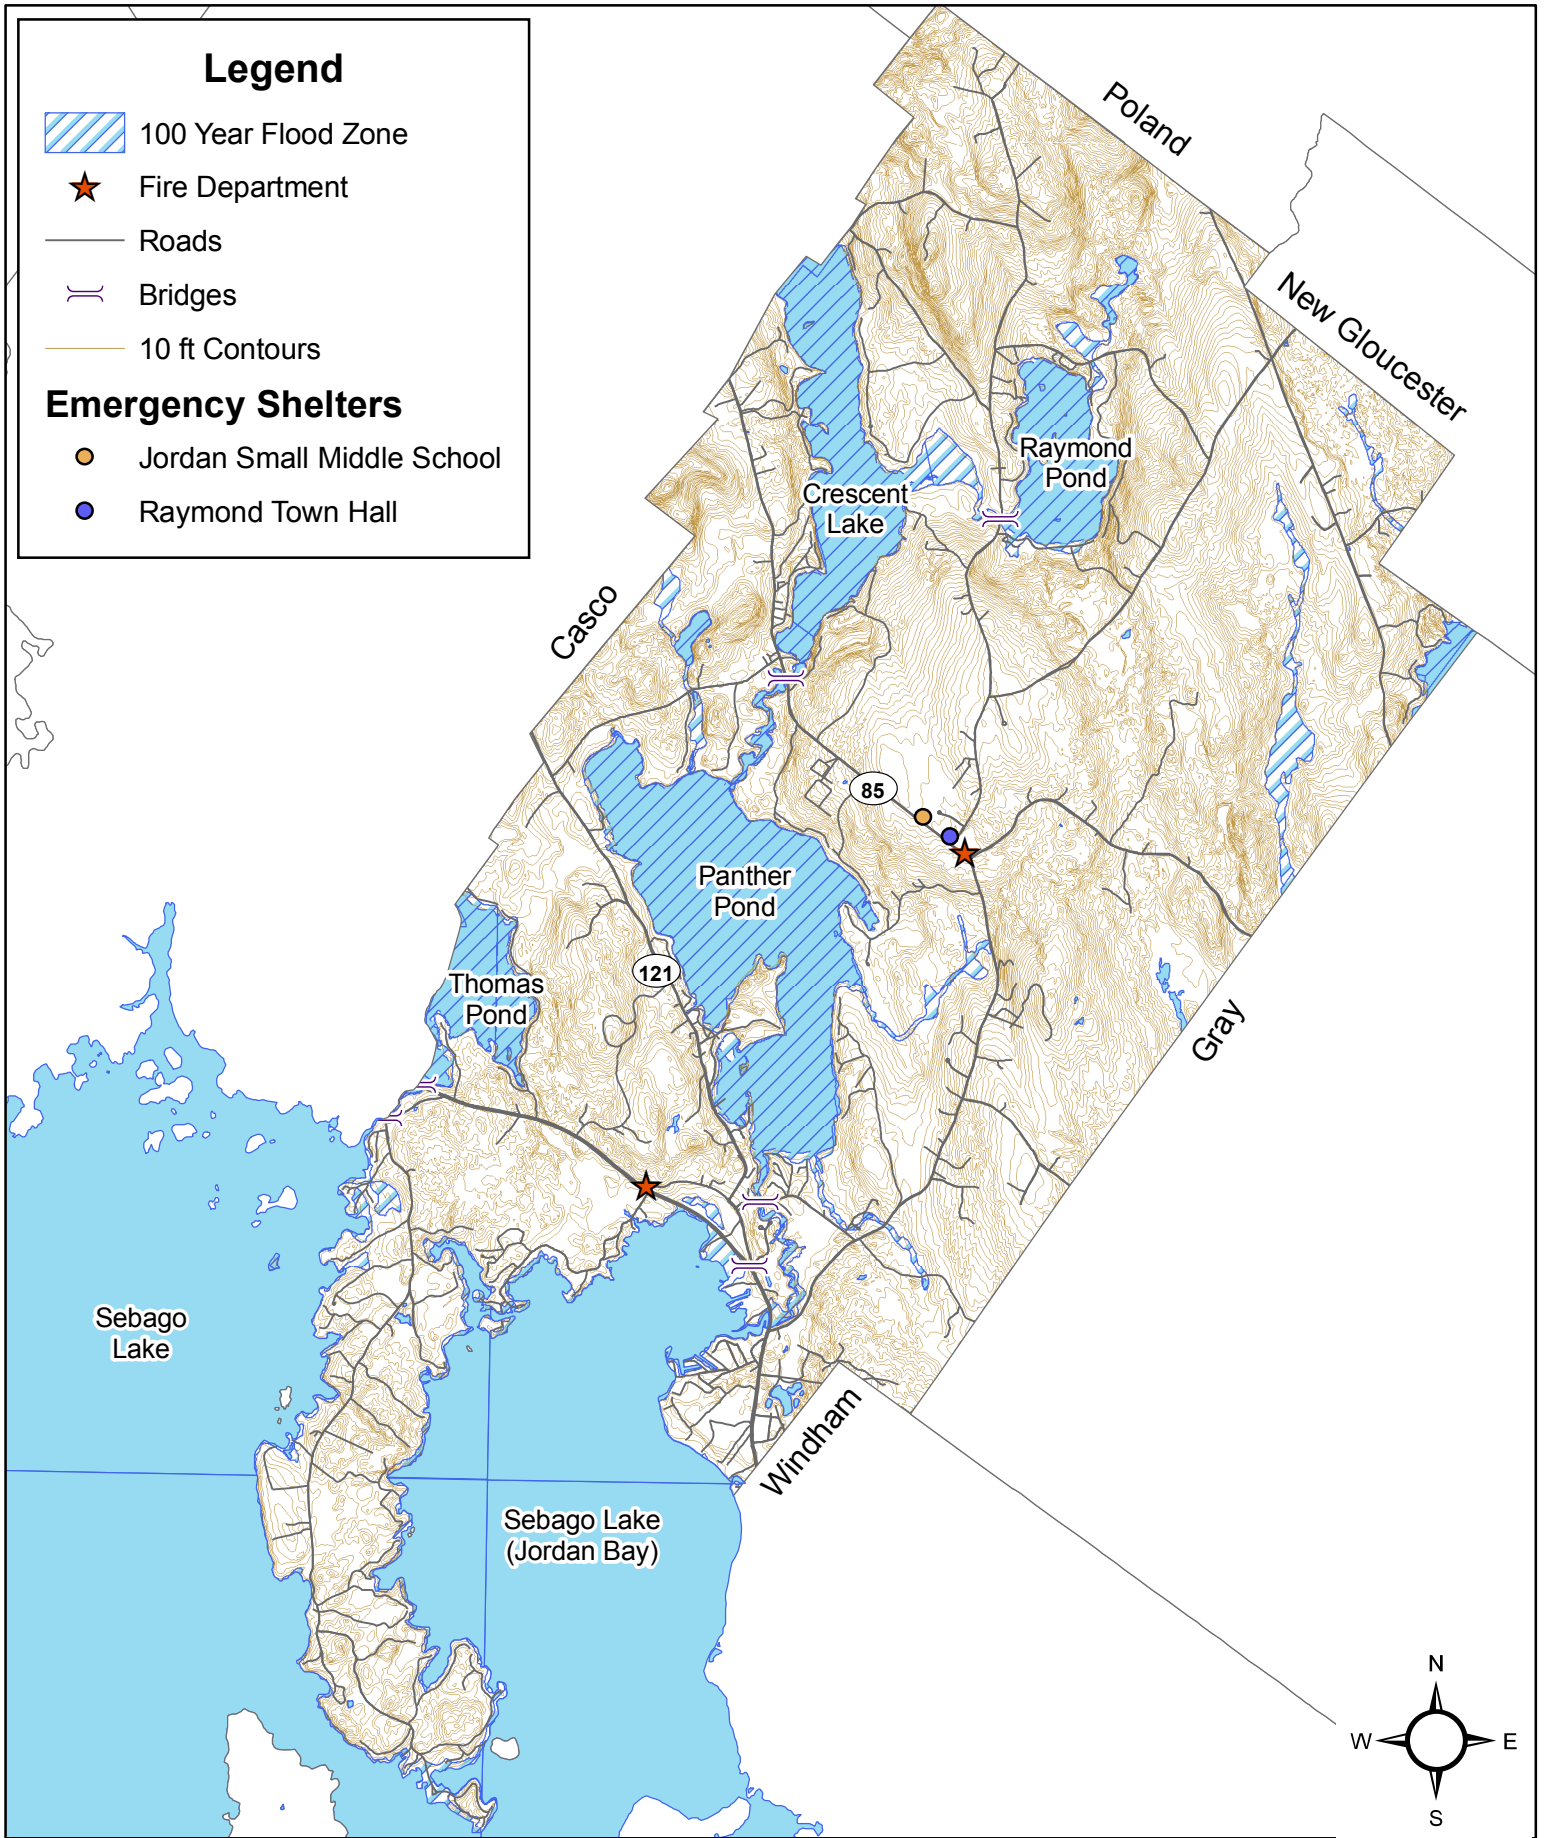 Legend
100 Year Flood Zone
Fire Department
Roads
Bridges
10 ft Contours
Emergency Shelters
Jordan Small Middle School
Raymond Town Hall
Poland
New Gloucester
Raymond
Pond
Crescent
Lake
Casco
85
Panther
Pond
121
Thomas
Pond
Gray
Sebago
Lake
Windham
Sebago Lake
(Jordan Bay)
N
W
E
S